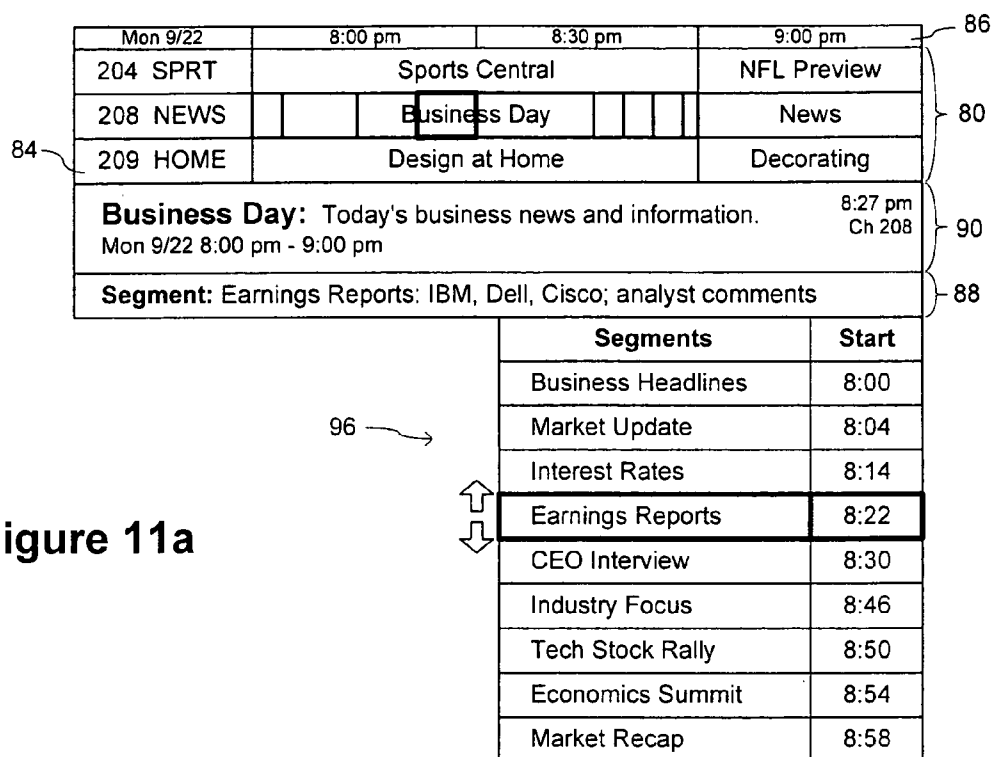 86
Mon 9/22 8:00 pm 8:30 pm 9:00 pm
204 SPRT Sports Central NFL Preview
80
208 NEWS Business Day News
84
209 HOME Design at Home Decorating
Business Day: Today's business news and information. 8:27 pm
Mon 9/22 8:00 pm - 9:00 pm Ch 208
90
Segment: Earnings Reports: IBM, Dell, Cisco; analyst comments
88
Segments Start
Business Headlines 8:00
96
Market Update 8:04
Interest Rates 8:14
Earnings Reports 8:22
igure 11a
CEO Interview 8:30
Industry Focus 8:46
Tech Stock Rally 8:50
Economics Summit 8:54
Market Recap 8:58